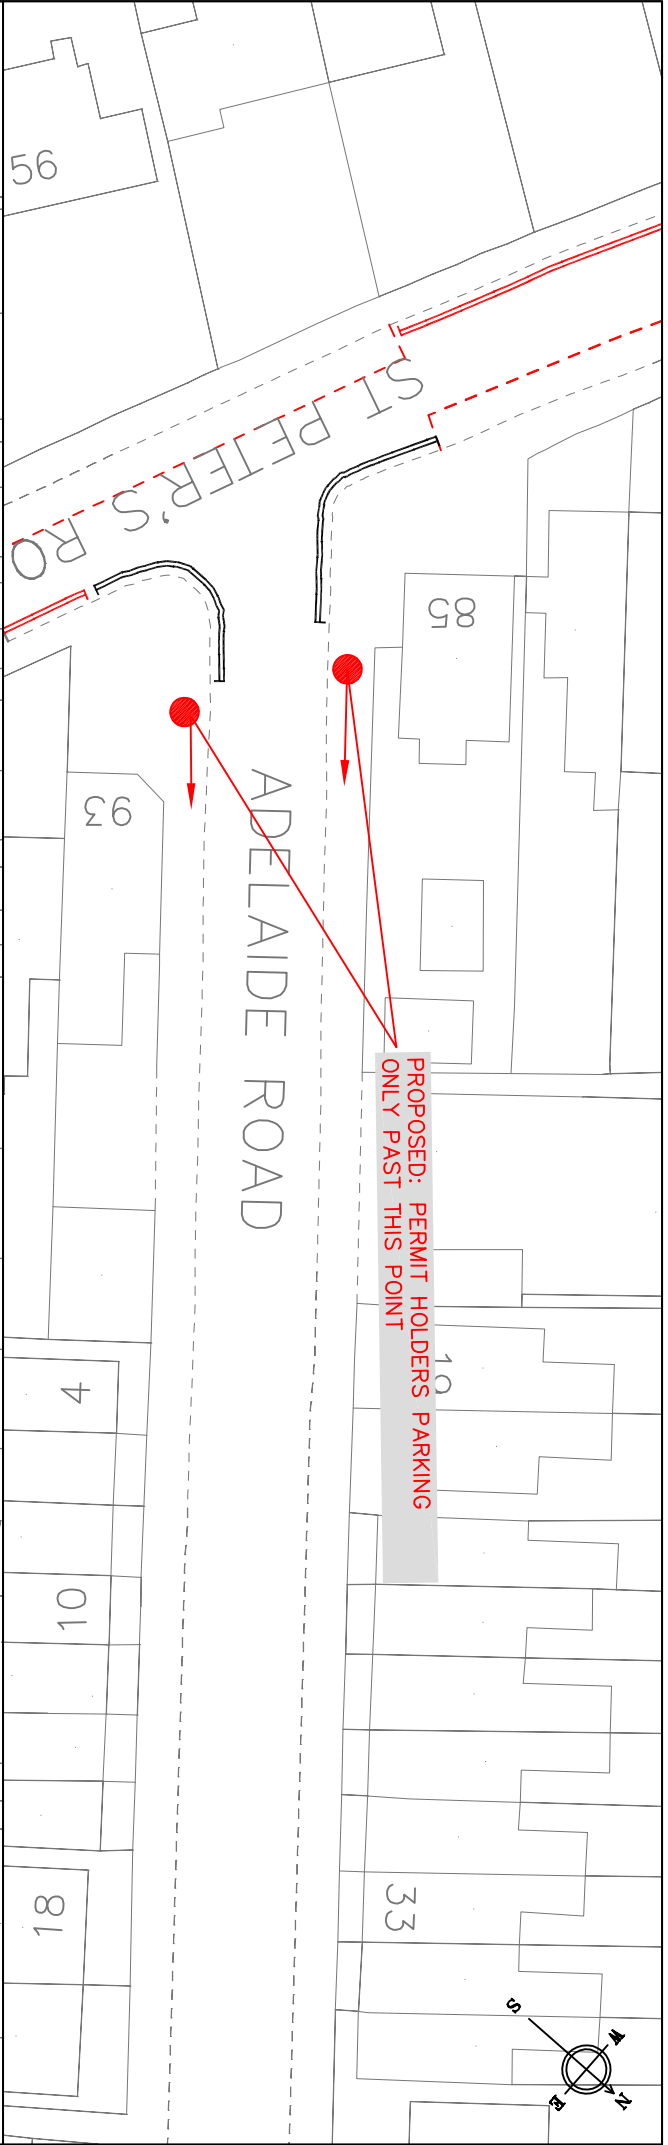 56
ST. PETER'S RO
85
93
ADELAIDE ROAD
PROPOSED: PERMIT HOLDERS PARKING
ONLY PAST THIS POINT
19
4
10
18
33
S
W
E
N